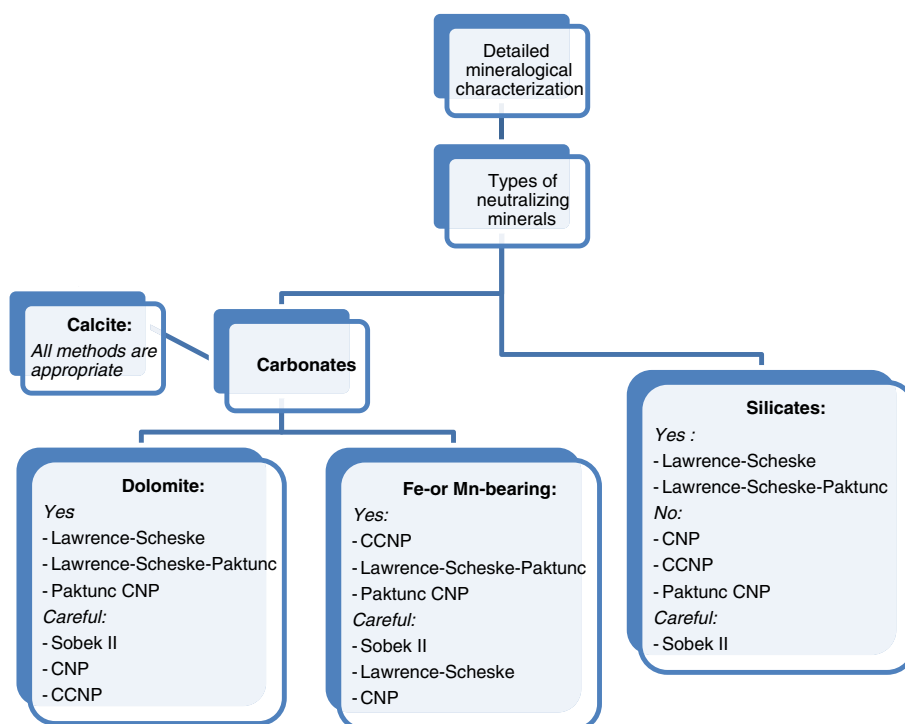 Detailed
mineralogical
characterization
Types of
neutralizing
minerals
Calcite:
All methods are
appropriate
Carbonates
Dolomite:
Yes
- Lawrence-Scheske
- Lawrence-Scheske-Paktunc
- Paktunc CNP
Careful:
- Sobek II
- CNP
- CCNP
Fe-or Mn-bearing:
Yes:
- CCNP
- Lawrence-Scheske-Paktunc
- Paktunc CNP
Careful:
- Sobek II
- Lawrence-Scheske
- CNP
Silicates:
Yes :
- Lawrence-Scheske
- Lawrence-Scheske-Paktunc
No:
- CNP
- CCNP
- Paktunc CNP
Careful:
- Sobek II